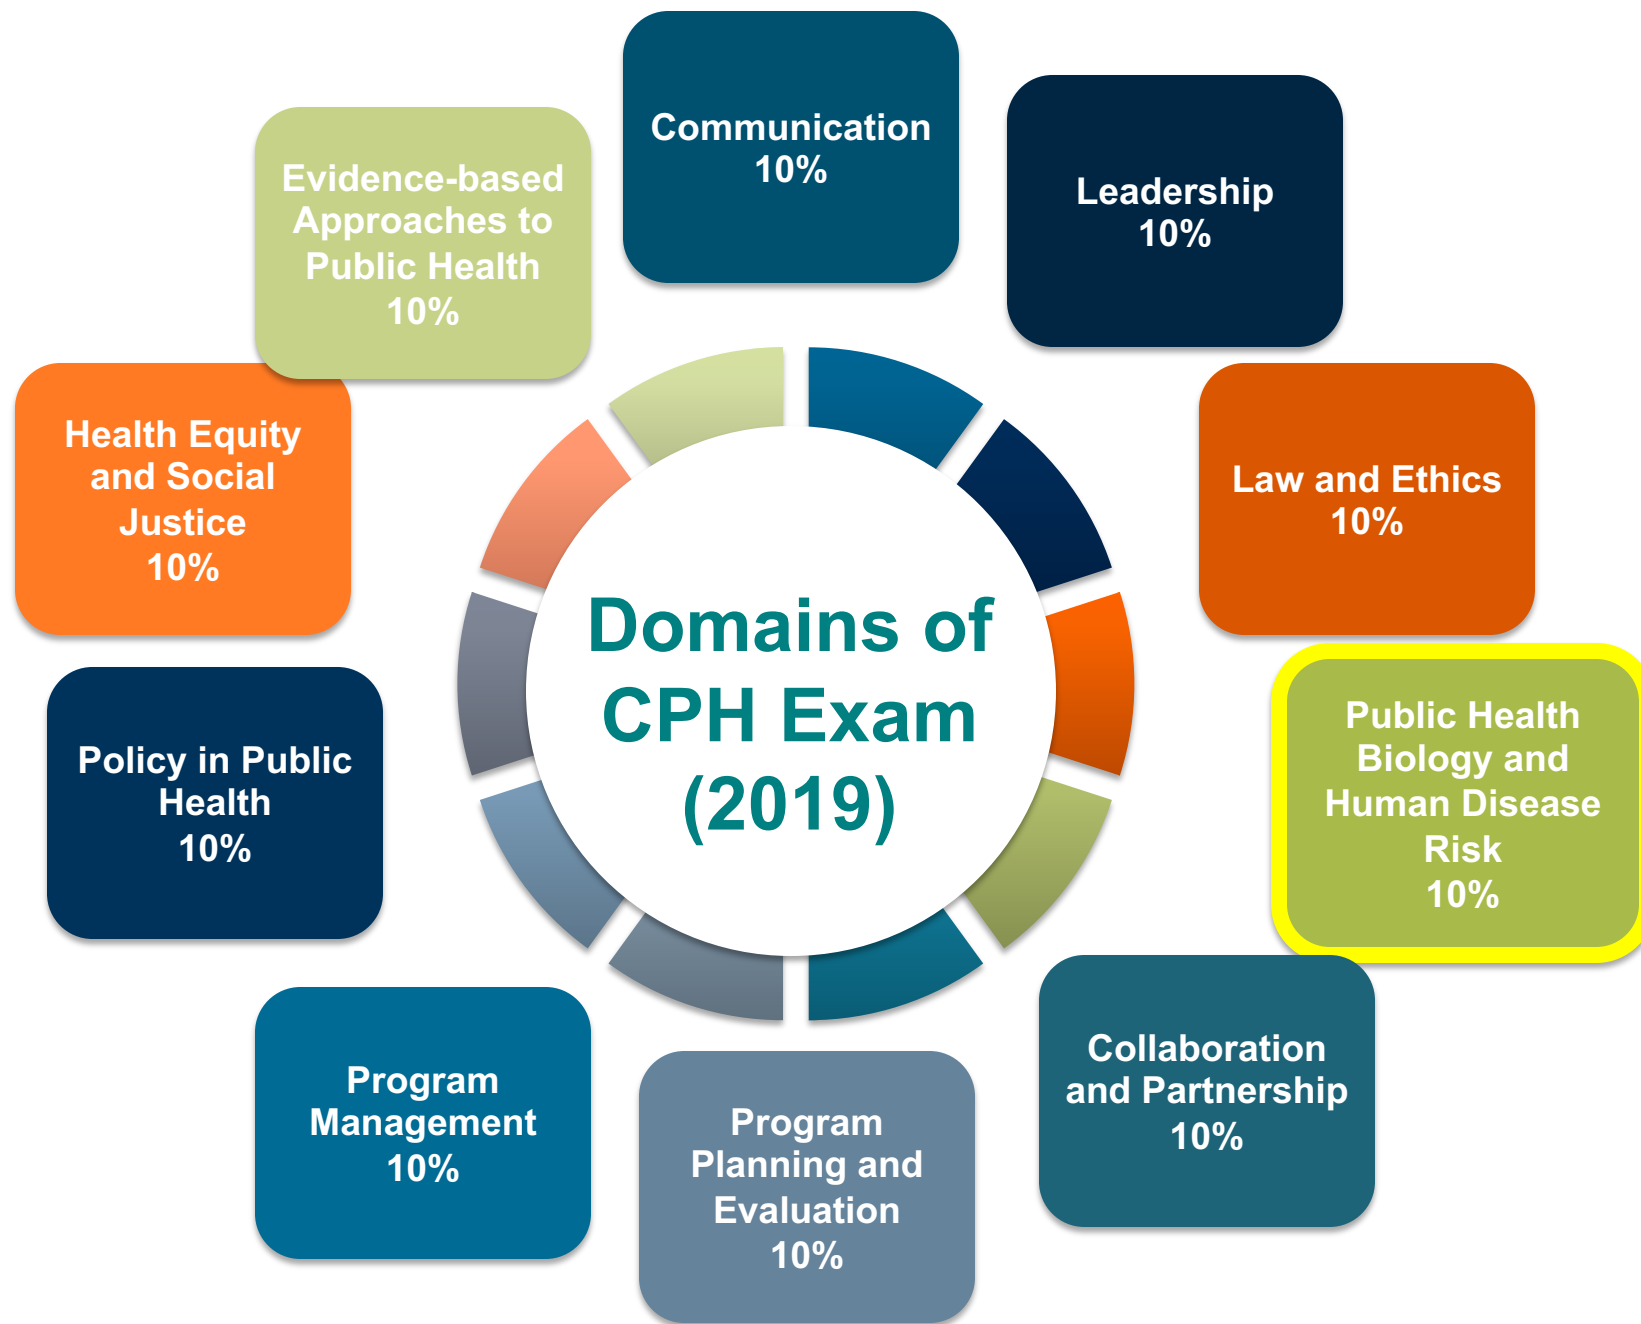 Communication
10%
Leadership
10%
Law and Ethics
10%
Public Health
Biology and
Human Disease
Risk
10%
Collaboration
and Partnership
10%
Program
Planning and
Evaluation
10%
Program
Management
10%
Policy in Public
Health
10%
Health Equity
and Social
Justice
10%
Evidence-based
Approaches to
Public Health
10%
Domains of
CPH Exam
(2019)